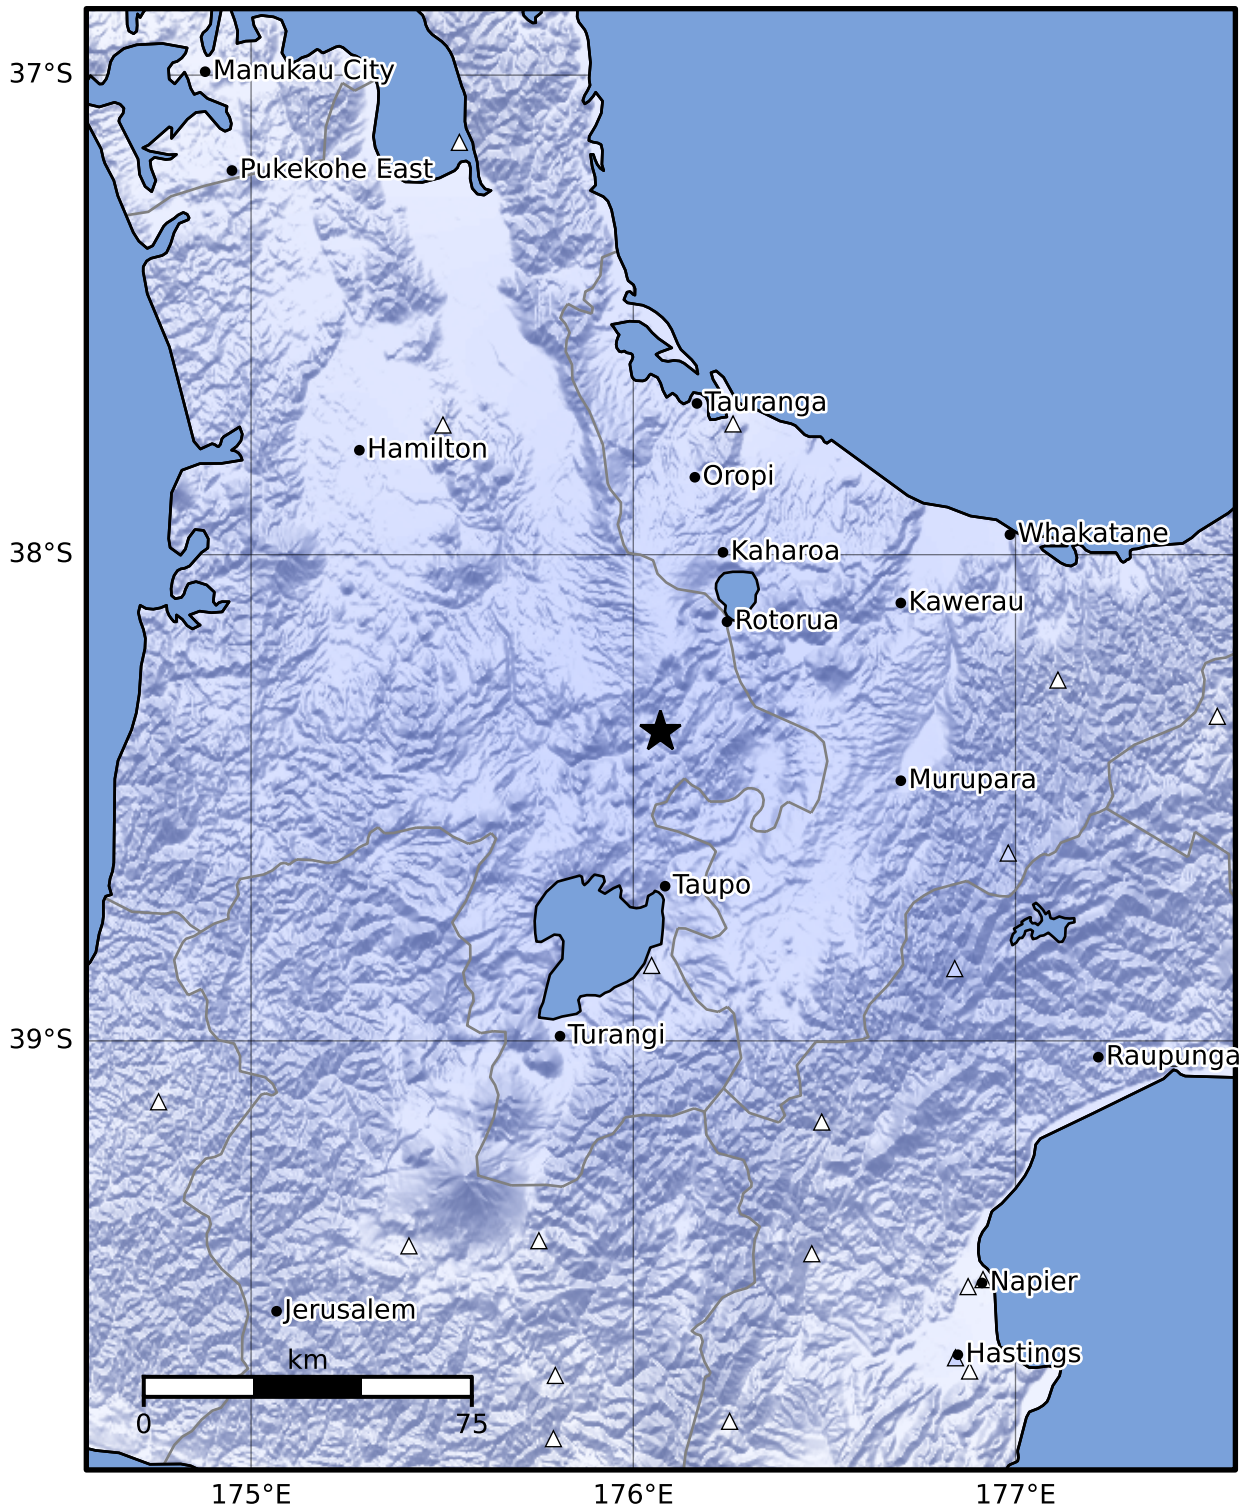 37°S
Manukau City
Pukekohe East
Tauranga
Hamilton
Oropi
Whakatane
38°S
Kaharoa
Kawerau
Rotorua
Murupara
Taupo
Turangi
39°S
Raupunga
Napier
Jerusalem
Hastings
km
0 75
175°E 176°E 177°E